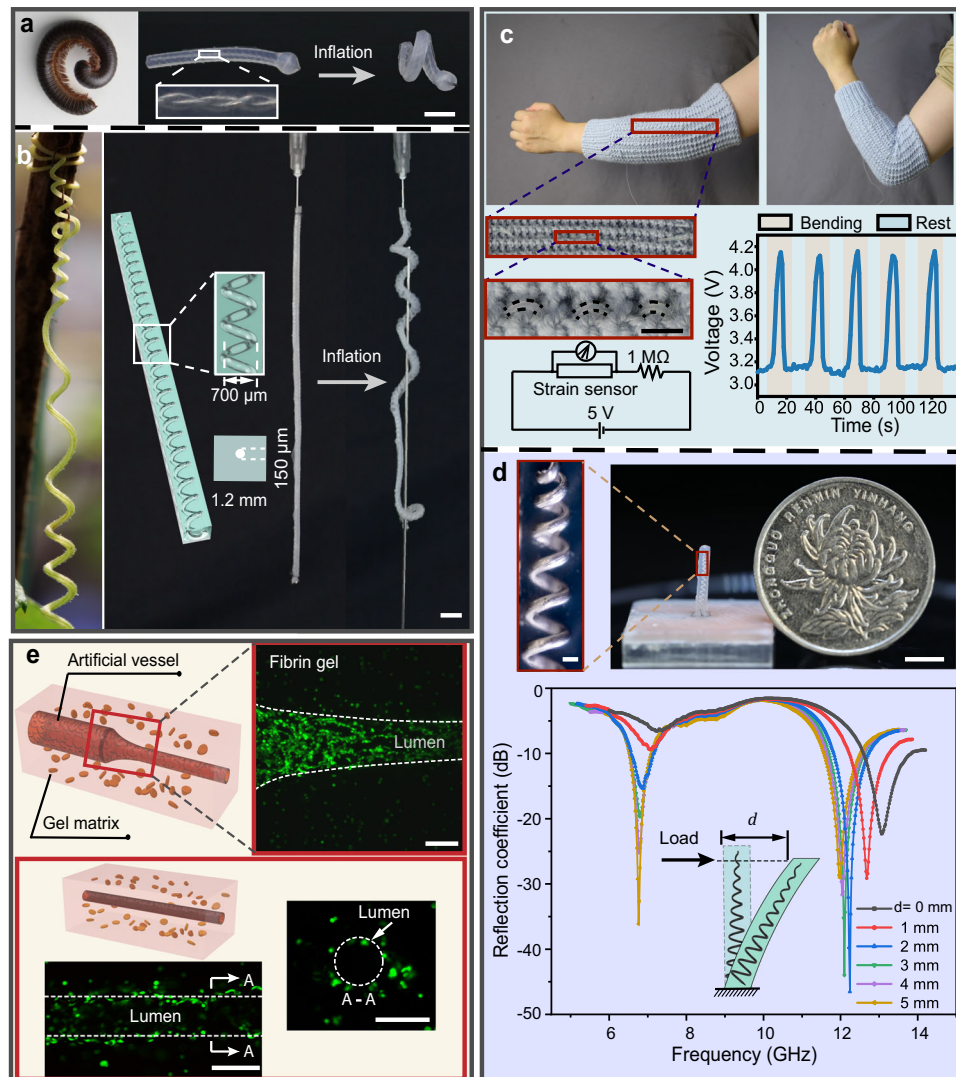 a
Inflation
b
700 µm
150 µm
1.2 mm
Inflation
c
Bending
Rest
Strain sensor
1 MΩ
5 V
Voltage (V)
4.2
4.0
3.8
3.6
3.4
3.2
3.0
0 20 40 60 80 100 120
Time (s)
d
ZHONGGUO RENMIN YINHANG
Reflection coefficient (dB)
0
-10
-20
-30
-40
-50
d
Load
d= 0 mm
1 mm
2 mm
3 mm
4 mm
5 mm
6 8 10 12 14
Frequency (GHz)
e
Artificial vessel
Gel matrix
Fibrin gel
Lumen
Lumen
A
A
Lumen
A - A